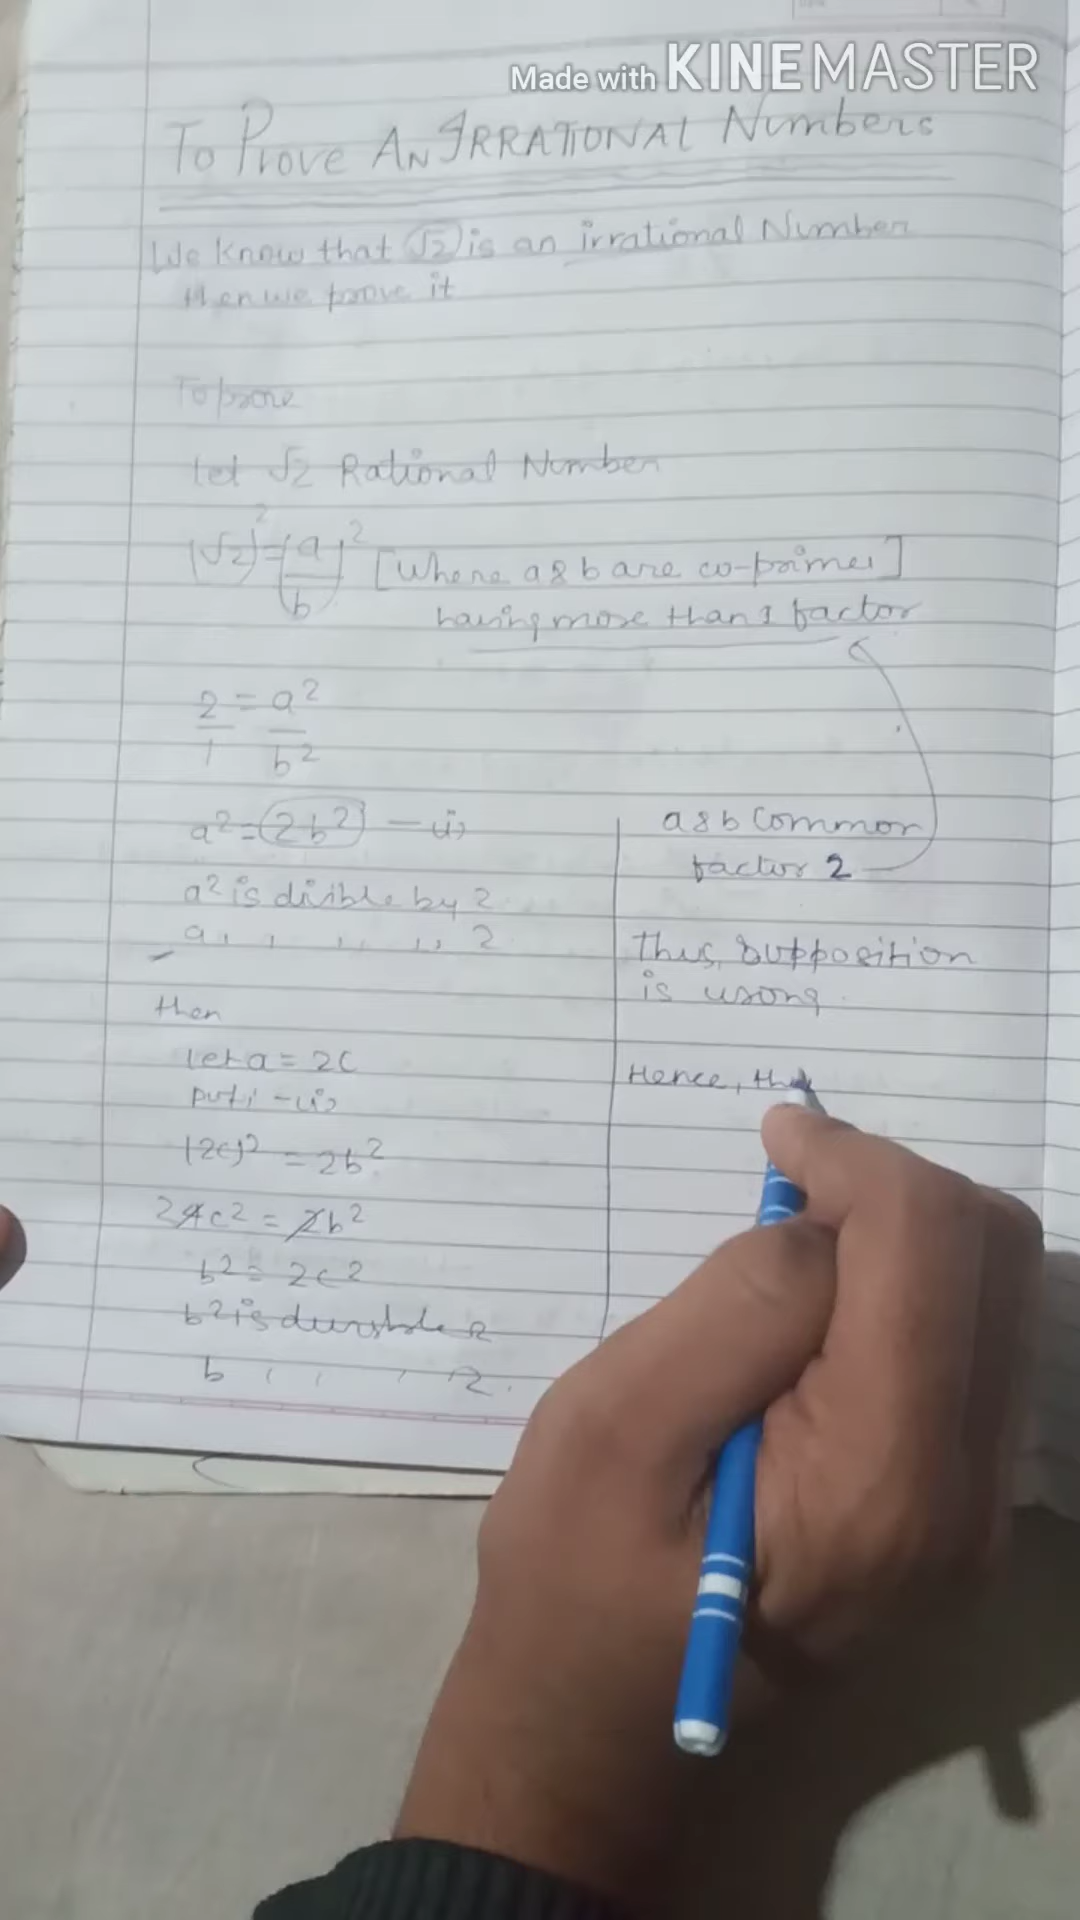 Made with KINEMASTER
To Prove AN IRRATIONAL Numbers
We know that √2 is an irrational Number
then we prove it
To prove
Let √2 Rational Number
(√2)² = (a/b)² [Where a & b are co-primes]
having more than 1 factor
2/1 = a²/b²
a² = 2b² — (i)
a² is divible by 2
a , , , , , , 2
then
Let a = 2c
put, - (i)
(2c)² = 2b²
2 4c² = 2b²
b² = 2c²
b² is divisible 2
b , , , 2.
a & b Common
factor 2
Thus, supposition
is wrong.
Hence, the